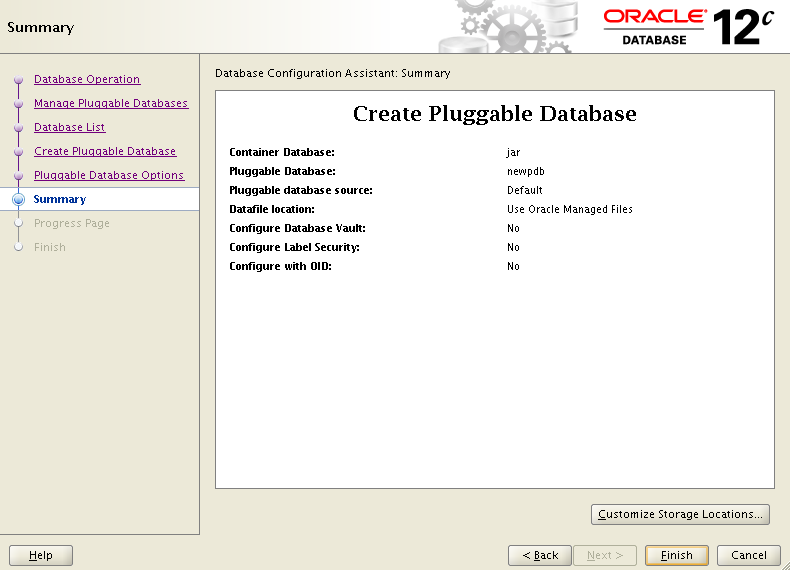 Summary
ORACLE®
DATABASE 12c
Database Operation
Manage Pluggable Databases
Database List
Create Pluggable Database
Pluggable Database Options
Summary
Progress Page
Finish
Database Configuration Assistant: Summary
Create Pluggable Database
Container Database: jar
Pluggable Database: newpdb
Pluggable database source: Default
Datafile location: Use Oracle Managed Files
Configure Database Vault: No
Configure Label Security: No
Configure with OID: No
Customize Storage Locations...
Help < Back Next > Finish Cancel